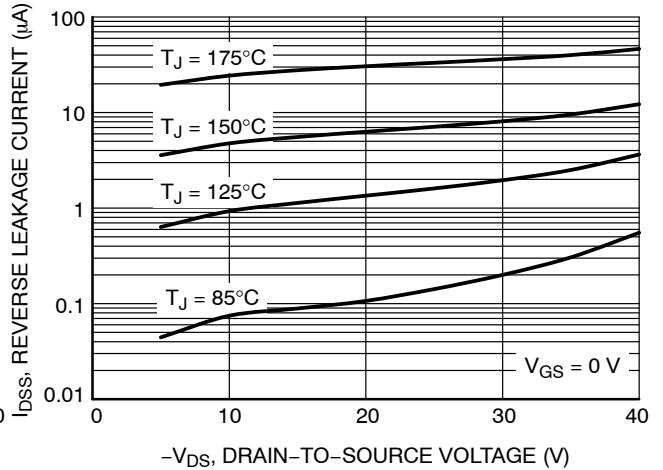 I_DSS, REVERSE LEAKAGE CURRENT (µA)
100
10
1
0.1
0.01
T_J = 175°C
T_J = 150°C
T_J = 125°C
T_J = 85°C
V_GS = 0 V
0
0
10
20
30
40
−V_DS, DRAIN−TO−SOURCE VOLTAGE (V)